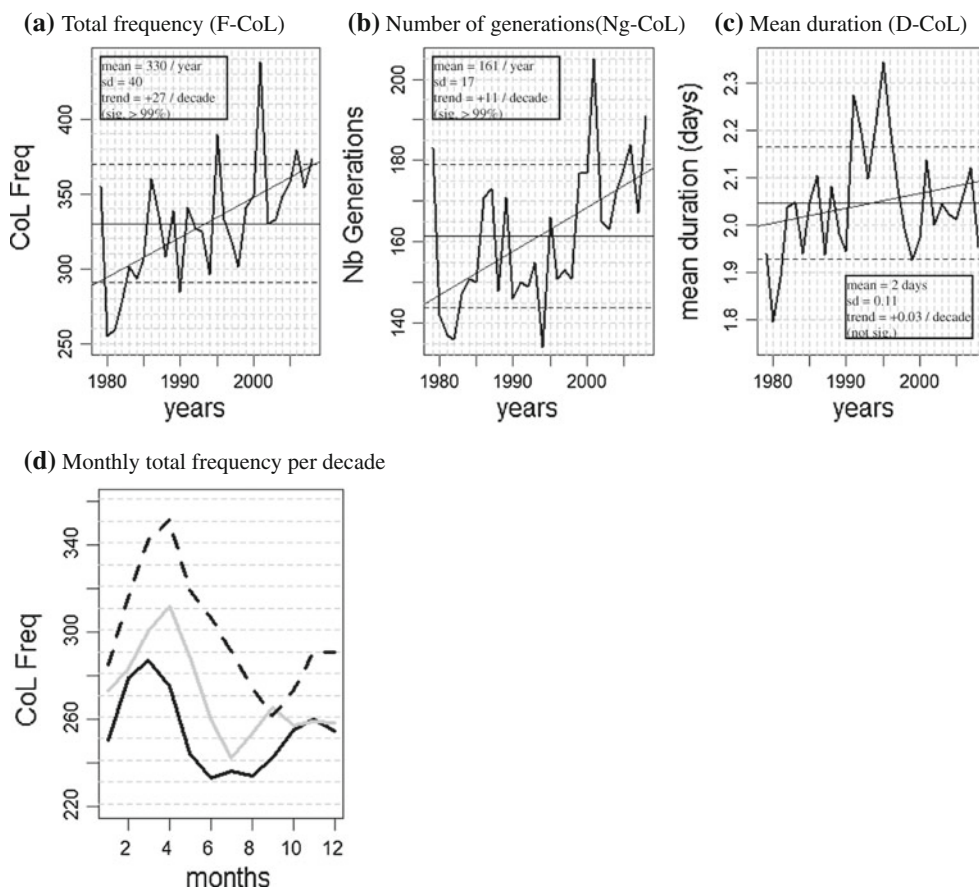 (a) Total frequency (F-CoL)
mean = 330 / year
sd = 40
trend = +27 / decade
(sig. > 99%)
CoL Freq
400
350
300
250
1980
1990
2000
years
(b) Number of generations(Ng-CoL)
mean = 161 / year
sd = 17
trend = +11 / decade
(sig. > 99%)
Nb Generations
200
180
160
140
1980
1990
2000
years
(c) Mean duration (D-CoL)
mean duration (days)
2.3
2.2
2.1
2.0
1.9
1.8
mean = 2 days
sd = 0.11
trend = +0.03 / decade
(not sig.)
1980
1990
2000
years
(d) Monthly total frequency per decade
CoL Freq
340
300
260
220
2
4
6
8
10
12
months